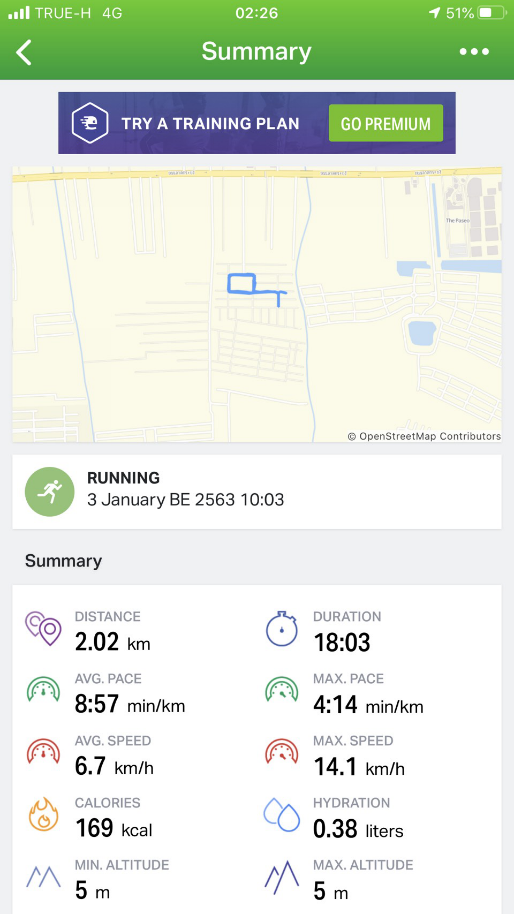 TRUE-H 4G 02:26 51%
Summary
TRY A TRAINING PLAN GO PREMIUM
The Paseo
© OpenStreetMap Contributors
RUNNING
3 January BE 2563 10:03
Summary
DISTANCE
2.02 km
DURATION
18:03
AVG. PACE
8:57 min/km
MAX. PACE
4:14 min/km
AVG. SPEED
6.7 km/h
MAX. SPEED
14.1 km/h
CALORIES
169 kcal
HYDRATION
0.38 liters
MIN. ALTITUDE
5 m
MAX. ALTITUDE
5 m